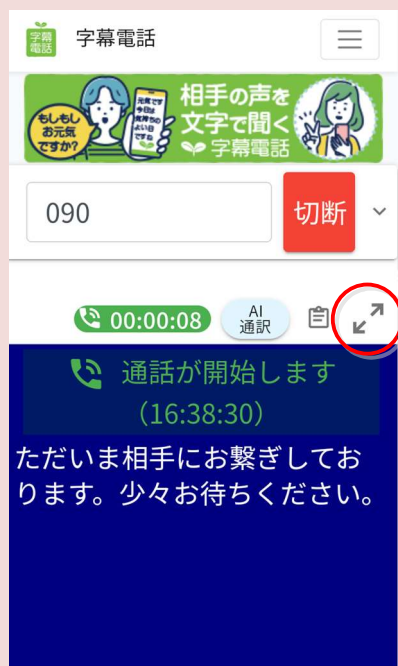 字幕
電話
字幕電話
もしもし
お元気
ですか?
元気です
今日は
気持ちの
よい日
ですね
相手の声を
文字で聞く
字幕電話
090
切断
00:00:08
AI
通訳
通話が開始します
(16:38:30)
ただいま相手にお繋ぎしてお
ります。少々お待ちください。